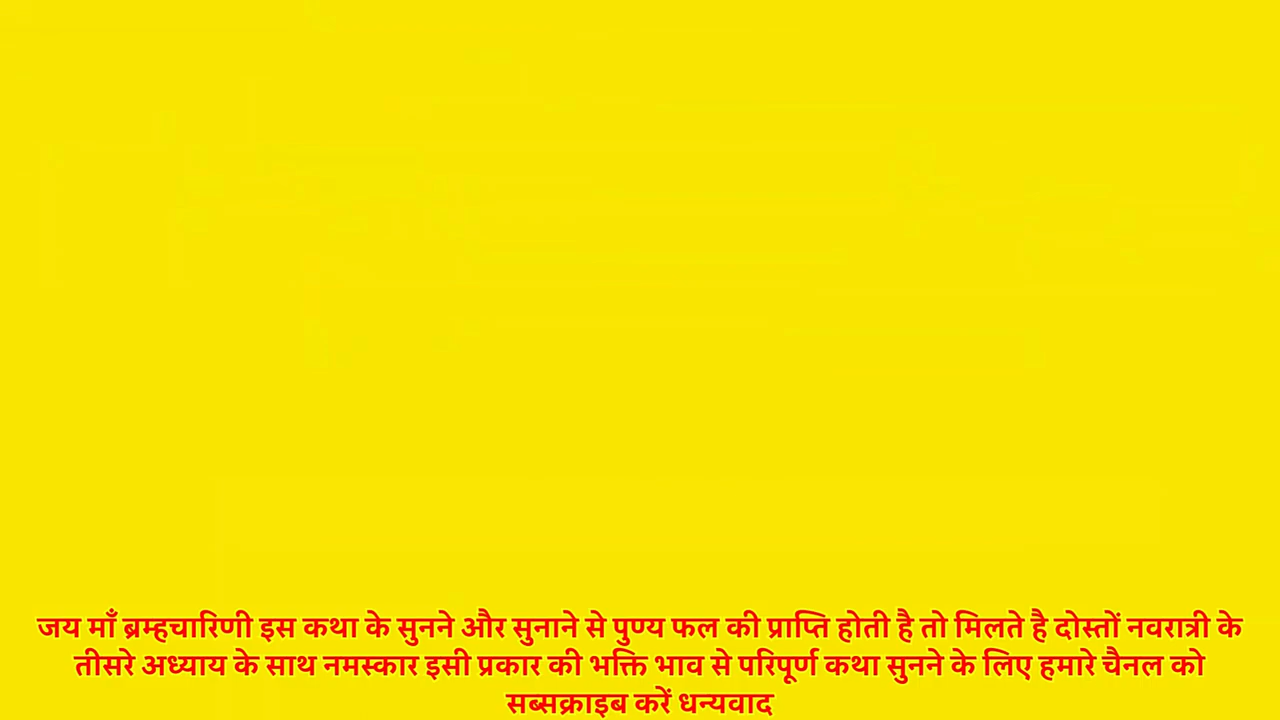 जय माँ ब्रम्हचारिणी इस कथा के सुनने और सुनाने से पुण्य फल की प्राप्ति होती है तो मिलते है दोस्तों नवरात्री के
तीसरे अध्याय के साथ नमस्कार इसी प्रकार की भक्ति भाव से परिपूर्ण कथा सुनने के लिए हमारे चैनल को
सब्सक्राइब करें धन्यवाद